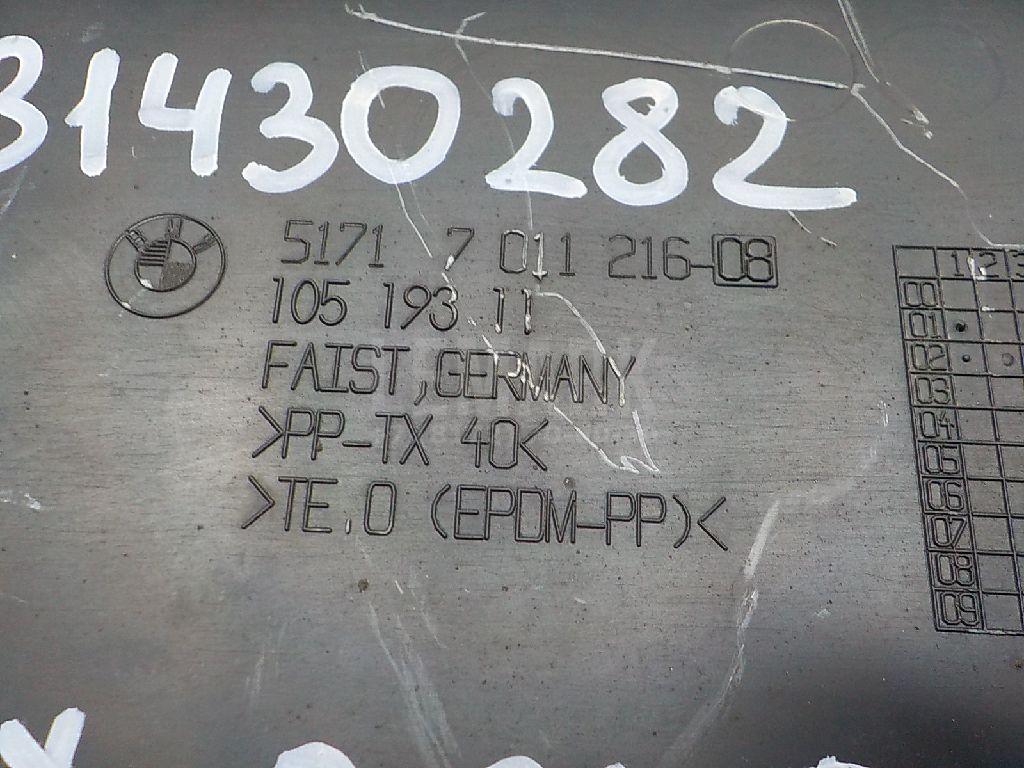 31430282
5171 7 011 216-08
105 193 11
FAIST, GERMANY
>PP-TX 40<
>TE.0 (EPDM-PP)<
1 2 3
00
01
02
03
04
05
06
07
08
09